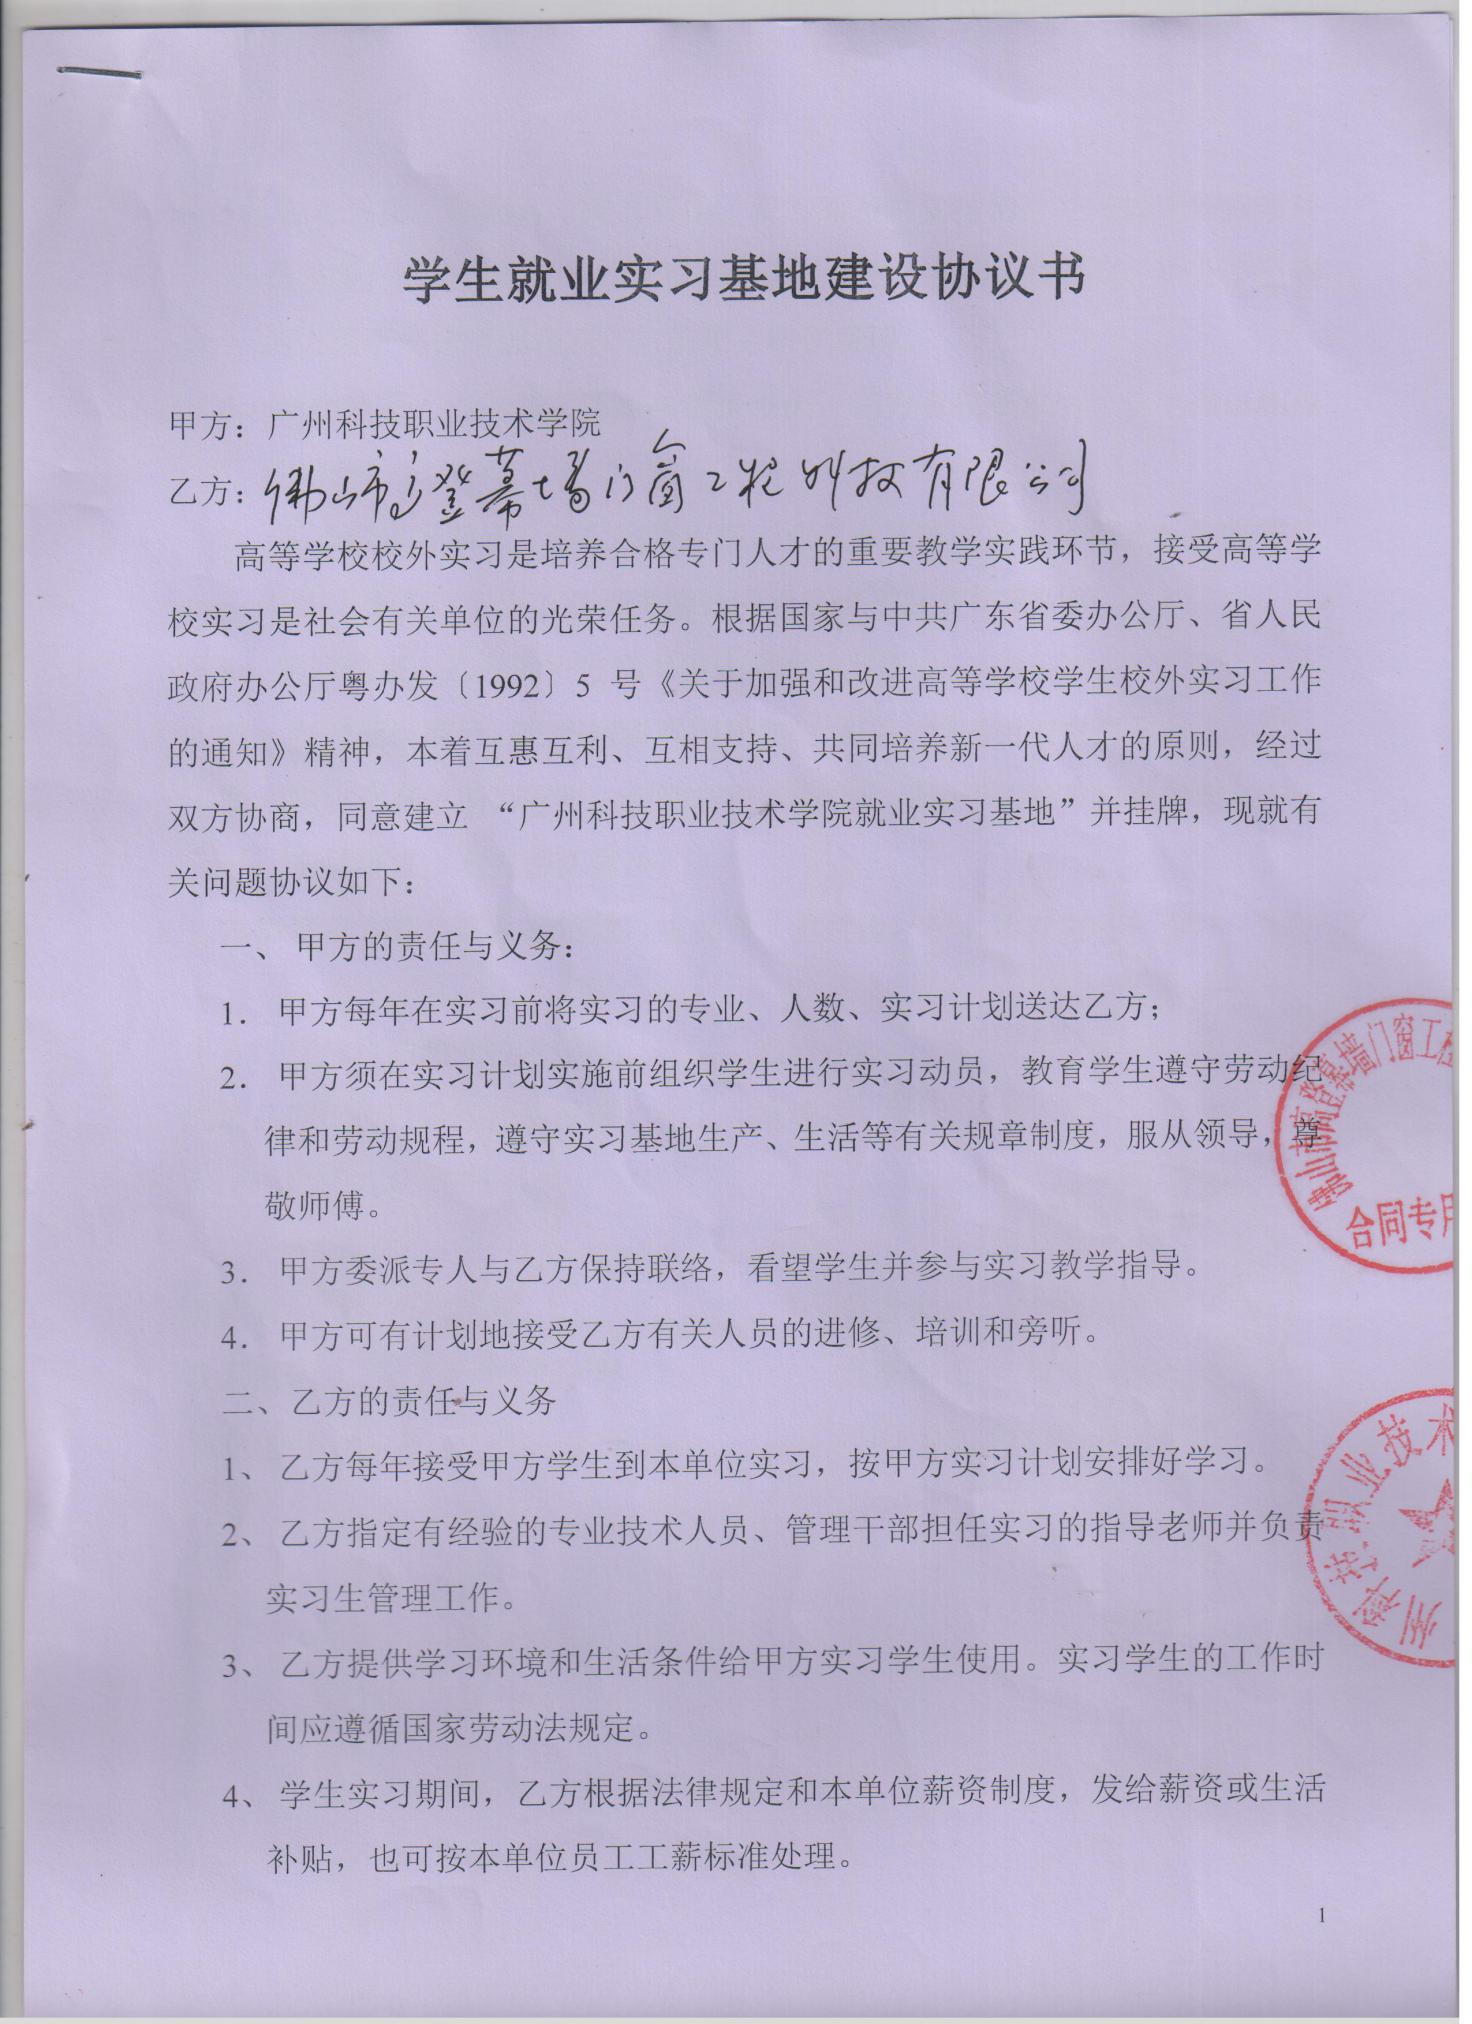 学生就业实习基地建设协议书
甲方：广州科技职业技术学院
乙方：佛山市高登幕墙门窗工程科技有限公司
高等学校校外实习是培养合格专门人才的重要教学实践环节，接受高等学
校实习是社会有关单位的光荣任务。根据国家与中共广东省委办公厅、省人民
政府办公厅粤办发〔1992〕5 号《关于加强和改进高等学校学生校外实习工作
的通知》精神，本着互惠互利、互相支持、共同培养新一代人才的原则，经过
双方协商，同意建立 “广州科技职业技术学院就业实习基地”并挂牌，现就有
关问题协议如下：
一、 甲方的责任与义务：
1. 甲方每年在实习前将实习的专业、人数、实习计划送达乙方；
2. 甲方须在实习计划实施前组织学生进行实习动员，教育学生遵守劳动纪
律和劳动规程，遵守实习基地生产、生活等有关规章制度，服从领导，尊
敬师傅。
3. 甲方委派专人与乙方保持联络，看望学生并参与实习教学指导。
4. 甲方可有计划地接受乙方有关人员的进修、培训和旁听。
二、乙方的责任与义务
1、乙方每年接受甲方学生到本单位实习，按甲方实习计划安排好学习。
2、乙方指定有经验的专业技术人员、管理干部担任实习的指导老师并负责
实习生管理工作。
3、乙方提供学习环境和生活条件给甲方实习学生使用。实习学生的工作时
间应遵循国家劳动法规定。
4、学生实习期间，乙方根据法律规定和本单位薪资制度，发给薪资或生活
补贴，也可按本单位员工工薪标准处理。
佛山市高登幕墙门窗工程
合同专用
州科技职业技术
1